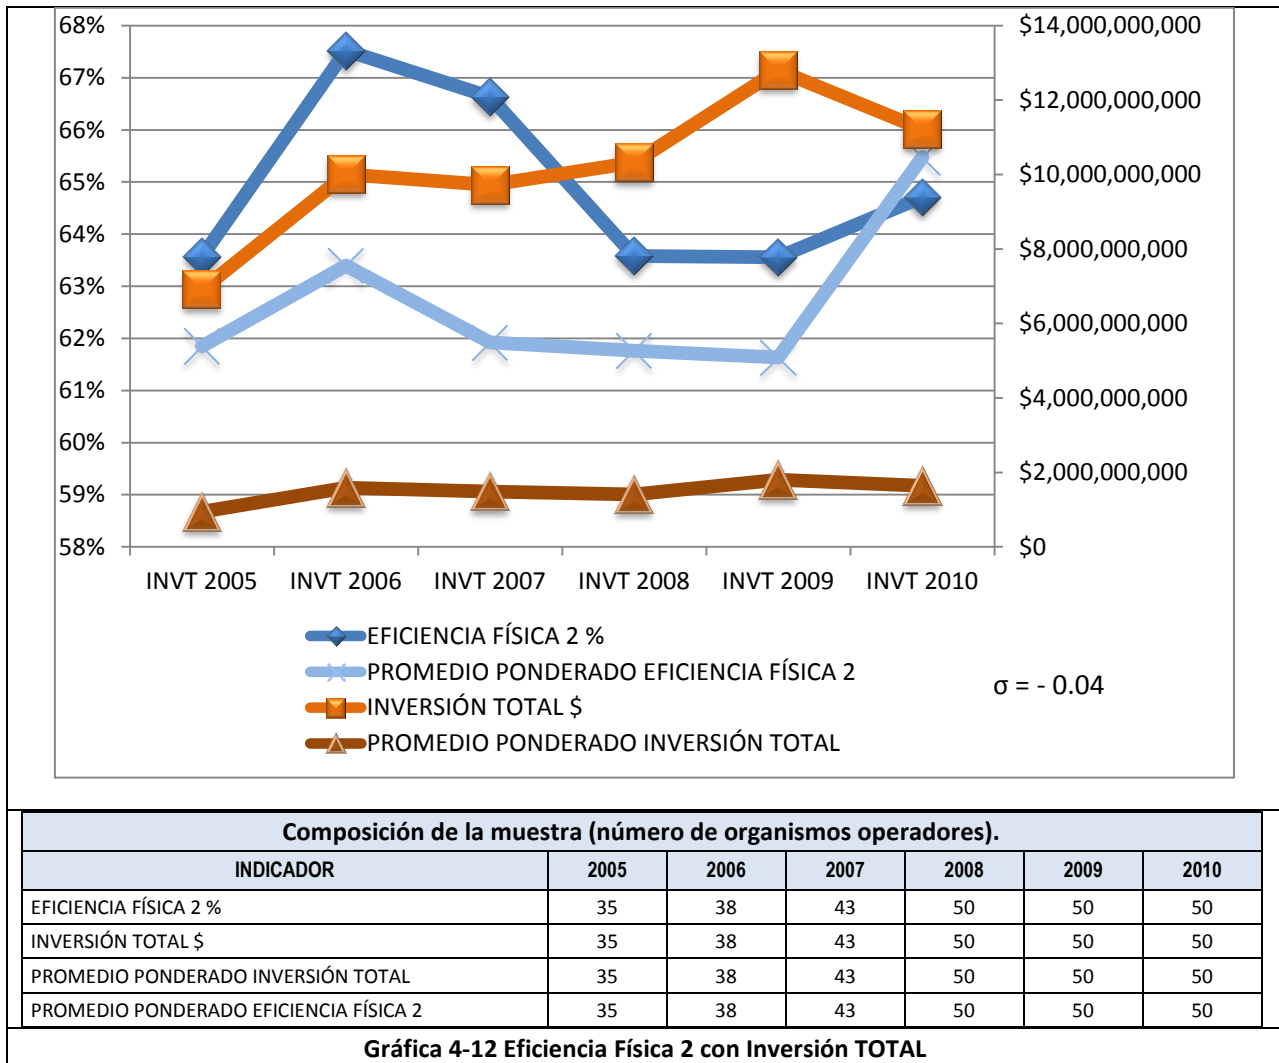 68%
67%
66%
65%
64%
63%
62%
61%
60%
59%
58%
$14,000,000,000
$12,000,000,000
$10,000,000,000
$8,000,000,000
$6,000,000,000
$4,000,000,000
$2,000,000,000
$0
INVT 2005 INVT 2006 INVT 2007 INVT 2008 INVT 2009 INVT 2010
EFICIENCIA FÍSICA 2 %
PROMEDIO PONDERADO EFICIENCIA FÍSICA 2
INVERSIÓN TOTAL $
PROMEDIO PONDERADO INVERSIÓN TOTAL
σ = - 0.04
Composición de la muestra (número de organismos operadores).
INDICADOR 2005 2006 2007 2008 2009 2010
EFICIENCIA FÍSICA 2 % 35 38 43 50 50 50
INVERSIÓN TOTAL $ 35 38 43 50 50 50
PROMEDIO PONDERADO INVERSIÓN TOTAL 35 38 43 50 50 50
PROMEDIO PONDERADO EFICIENCIA FÍSICA 2 35 38 43 50 50 50
Gráfica 4-12 Eficiencia Física 2 con Inversión TOTAL